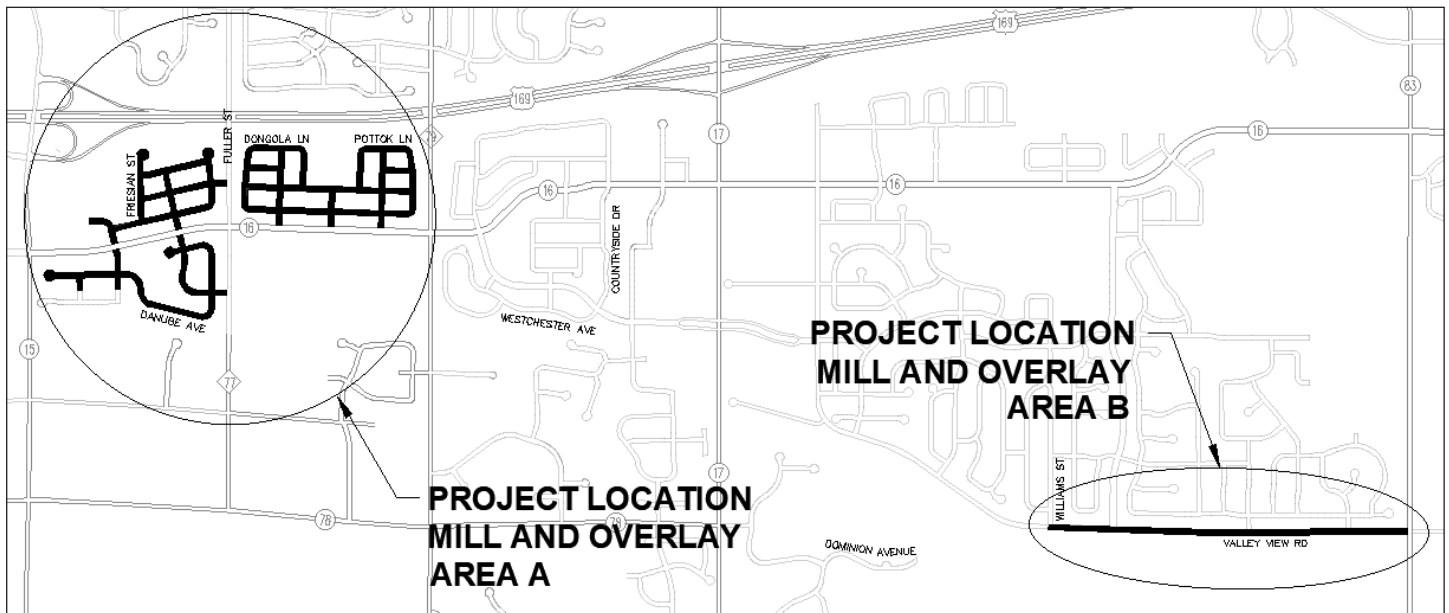 169
83
169
FULLER ST
17
16
DONGOLA LN
POTTOK LN
79
FRIESIAN ST
16
16
16
COUNTRYSIDE DR
DANUBE AVE
WESTCHESTER AVE
15
77
PROJECT LOCATION
MILL AND OVERLAY
AREA B
17
WILLIAMS ST
PROJECT LOCATION
MILL AND OVERLAY
AREA A
78
78
VALLEY VIEW RD
DOMINION AVENUE